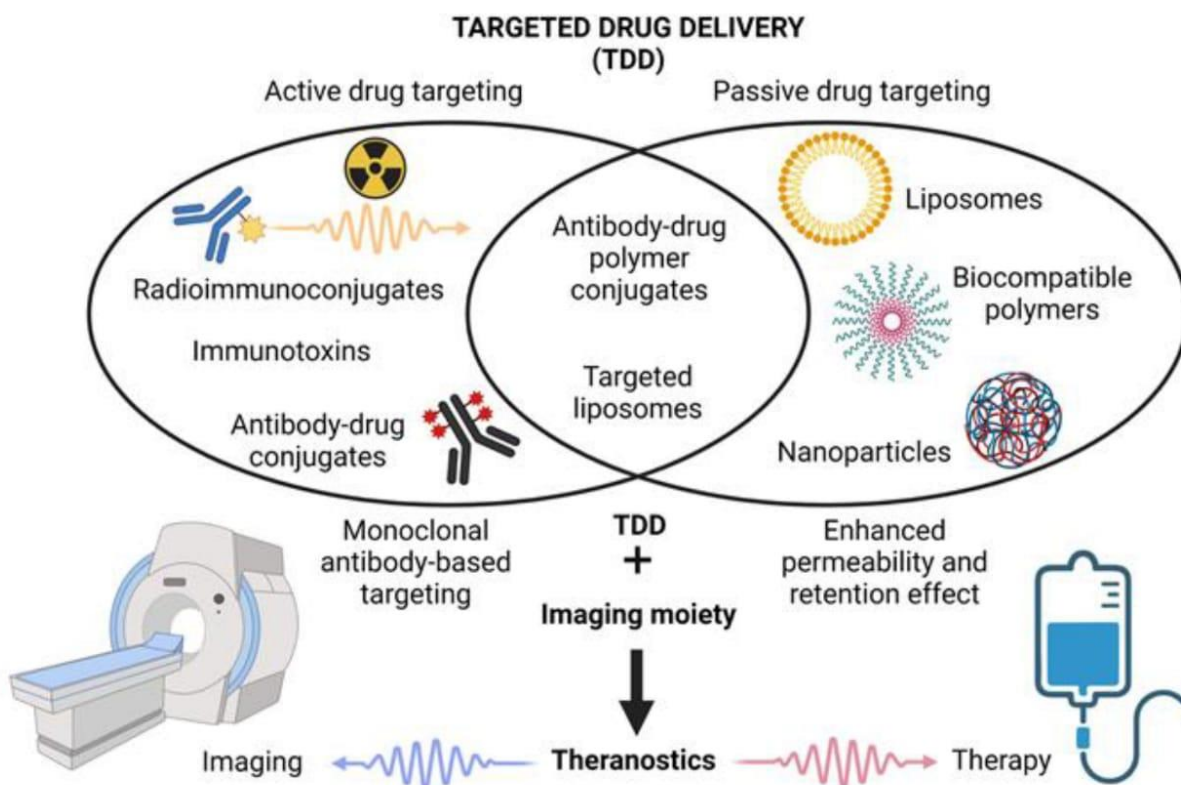 TARGETED DRUG DELIVERY
(TDD)
Active drug targeting
Passive drug targeting
Radioimmunoconjugates
Immunotoxins
Antibody-drug
conjugates
Antibody-drug
polymer
conjugates
Targeted
liposomes
Liposomes
Biocompatible
polymers
Nanoparticles
Monoclonal
antibody-based
targeting
TDD
+
Imaging moiety
Enhanced
permeability and
retention effect
Imaging
Theranostics
Therapy